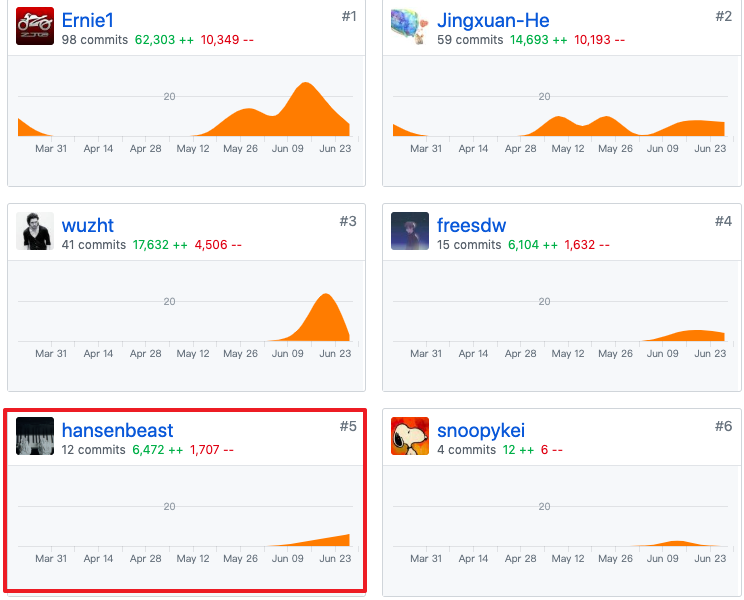 Ernie1 #1
98 commits 62,303 ++ 10,349 --
20
Mar 31 Apr 14 Apr 28 May 12 May 26 Jun 09 Jun 23
Jingxuan-He #2
59 commits 14,693 ++ 10,193 --
20
Mar 31 Apr 14 Apr 28 May 12 May 26 Jun 09 Jun 23
wuzht #3
41 commits 17,632 ++ 4,506 --
20
Mar 31 Apr 14 Apr 28 May 12 May 26 Jun 09 Jun 23
freesdw #4
15 commits 6,104 ++ 1,632 --
20
Mar 31 Apr 14 Apr 28 May 12 May 26 Jun 09 Jun 23
hansenbeast #5
12 commits 6,472 ++ 1,707 --
20
Mar 31 Apr 14 Apr 28 May 12 May 26 Jun 09 Jun 23
snoopykei #6
4 commits 12 ++ 6 --
20
Mar 31 Apr 14 Apr 28 May 12 May 26 Jun 09 Jun 23